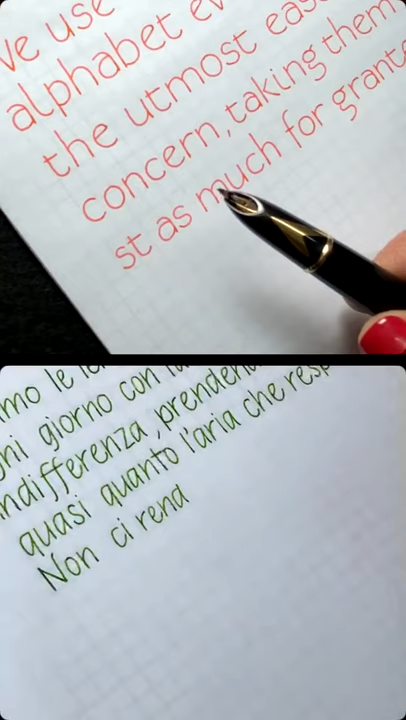 ve use
alphabet ev
the utmost eas
concern, taking them
st as much for grante
mo le
ni giorno con
ndifferenza, prenden
quasi quanto l'aria che resp
Non ci rend